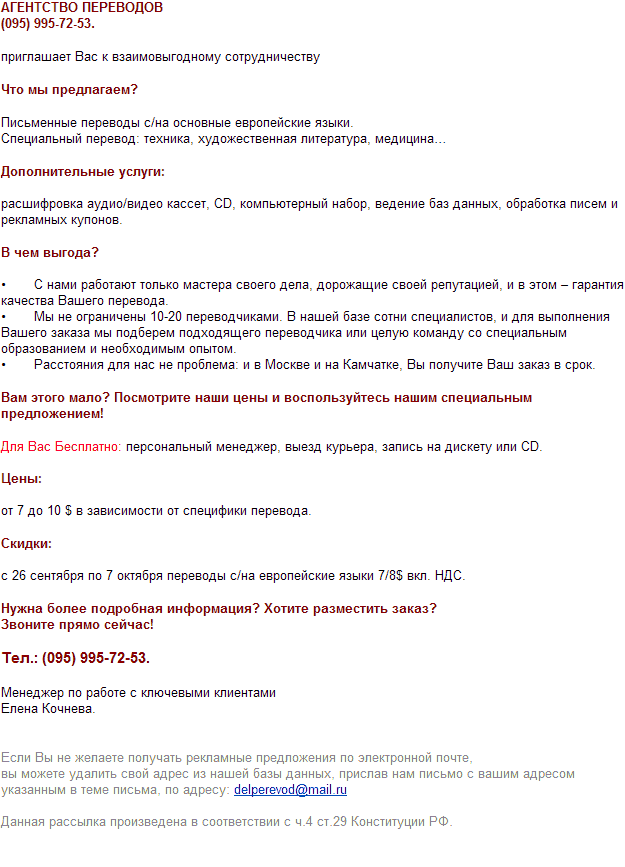 АГЕНТСТВО ПЕРЕВОДОВ
(095) 995-72-53.
приглашает Вас к взаимовыгодному сотрудничеству
Что мы предлагаем?
Письменные переводы с/на основные европейские языки.
Специальный перевод: техника, художественная литература, медицина...
Дополнительные услуги:
расшифровка аудио/видео кассет, CD, компьютерный набор, ведение баз данных, обработка писем и
рекламных купонов.
В чем выгода?
• С нами работают только мастера своего дела, дорожащие своей репутацией, и в этом – гарантия
качества Вашего перевода.
• Мы не ограничены 10-20 переводчиками. В нашей базе сотни специалистов, и для выполнения
Вашего заказа мы подберем подходящего переводчика или целую команду со специальным
образованием и необходимым опытом.
• Расстояния для нас не проблема: и в Москве и на Камчатке, Вы получите Ваш заказ в срок.
Вам этого мало? Посмотрите наши цены и воспользуйтесь нашим специальным
предложением!
Для Вас Бесплатно: персональный менеджер, выезд курьера, запись на дискету или CD.
Цены:
от 7 до 10 $ в зависимости от специфики перевода.
Скидки:
с 26 сентября по 7 октября переводы с/на европейские языки 7/8$ вкл. НДС.
Нужна более подробная информация? Хотите разместить заказ?
Звоните прямо сейчас!
Тел.: (095) 995-72-53.
Менеджер по работе с ключевыми клиентами
Елена Кочнева.
Если Вы не желаете получать рекламные предложения по электронной почте,
вы можете удалить свой адрес из нашей базы данных, прислав нам письмо с вашим адресом
указанным в теме письма, по адресу: delperevod@mail.ru
Данная рассылка произведена в соответствии с ч.4 ст.29 Конституции РФ.